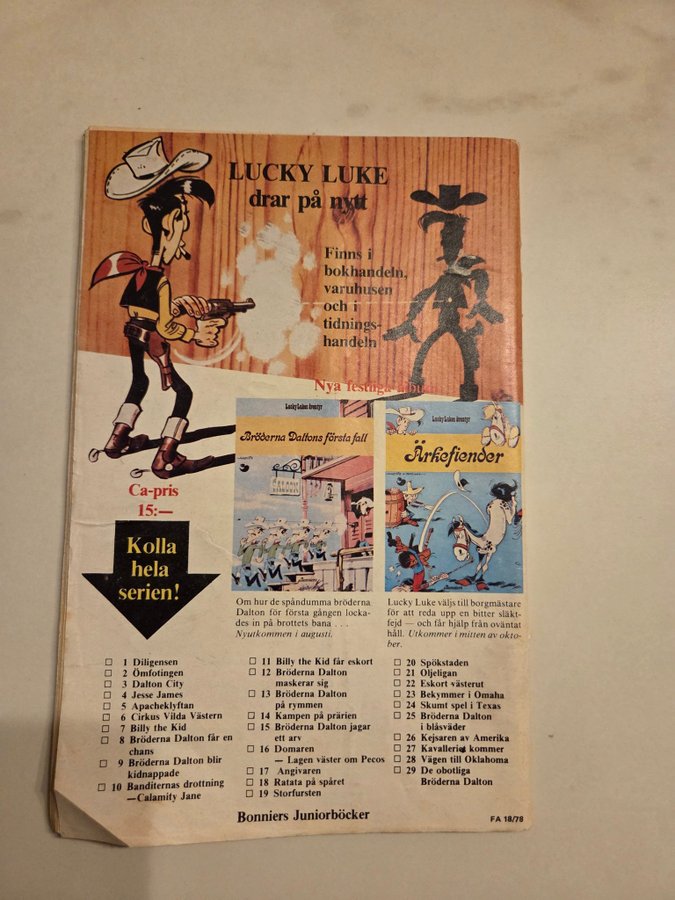 LUCKY LUKE
drar på nytt
Finns i
bokhandeln,
varuhusen
och i
tidnings-
handeln
Nya festliga album
Ca-pris
15:—
Kolla
hela
serien!
Lucky Lukes äventyr
Bröderna Daltons första fall
SALOON
Om hur de spåndumma bröderna
Dalton för första gången locka-
des in på brottets bana . . .
Nyutkommen i augusti.
Lucky Lukes äventyr
Ärkefiender
Lucky Luke väljs till borgmästare
för att reda upp en bitter släkt-
fejd — och får hjälp från oväntat
håll. Utkommer i mitten av okto-
ber.
1 Diligensen
2 Ömfotingen
3 Dalton City
4 Jesse James
5 Apacheklyftan
6 Cirkus Vilda Västern
7 Billy the Kid
8 Bröderna Dalton får en
chans
9 Bröderna Dalton blir
kidnappade
10 Banditernas drottning
—Calamity Jane
11 Billy the Kid får eskort
12 Bröderna Dalton
maskerar sig
13 Bröderna Dalton
på rymmen
14 Kampen på prärien
15 Bröderna Dalton jagar
ett arv
16 Domaren
— Lagen väster om Pecos
17 Angivaren
18 Ratata på spåret
19 Storfursten
20 Spökstaden
21 Oljeligan
22 Eskort västerut
23 Bekymmer i Omaha
24 Skumt spel i Texas
25 Bröderna Dalton
i blåsväder
26 Kejsaren av Amerika
27 Kavalleriet kommer
28 Vägen till Oklahoma
29 De obotliga
Bröderna Dalton
Bonniers Juniorböcker
FA 18/78